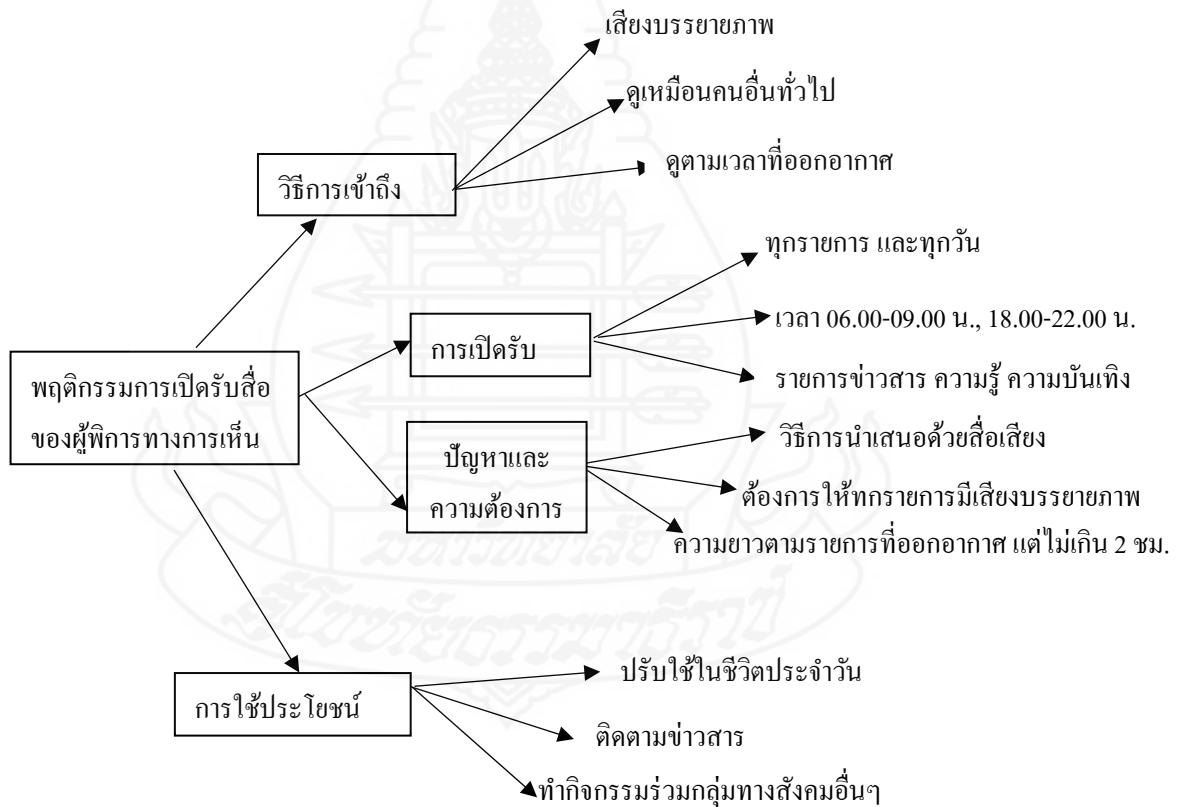 เสียงบรรยายภาพ
ดูเหมือนคนอื่นทั่วไป
ดูตามเวลาที่ออกอากาศ
วิธีการเข้าถึง
ทุกรายการ และทุกวัน
เวลา 06.00-09.00 น., 18.00-22.00 น.
การเปิดรับ
รายการข่าวสาร ความรู้ ความบันเทิง
พฤติกรรมการเปิดรับสื่อ
ของผู้พิการทางการเห็น
วิธีการนำเสนอด้วยสื่อเสียง
ปัญหาและ
ความต้องการ
ต้องการให้ทกรายการมีเสียงบรรยายภาพ
ความยาวตามรายการที่ออกอากาศ แต่ไม่เกิน 2 ชม.
ปรับใช้ในชีวิตประจำวัน
การใช้ประโยชน์
ติดตามข่าวสาร
ทำกิจกรรมร่วมกลุ่มทางสังคมอื่นๆ